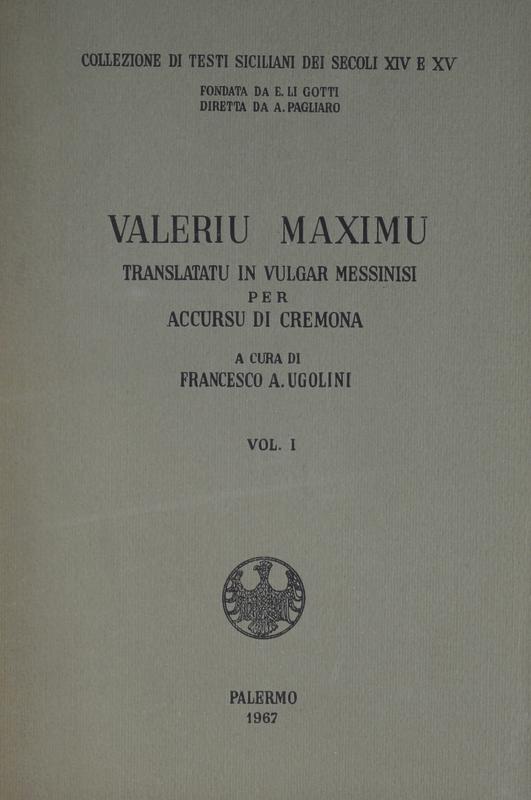 COLLEZIONE DI TESTI SICILIANI DEI SECOLI XIV E XV
FONDATA DA E. LI GOTTI
DIRETTA DA A. PAGLIARO
VALERIU MAXIMU
TRANSLATATU IN VULGAR MESSINISI
PER
ACCURSU DI CREMONA
A CURA DI
FRANCESCO A. UGOLINI
VOL. I
PALERMO
1967